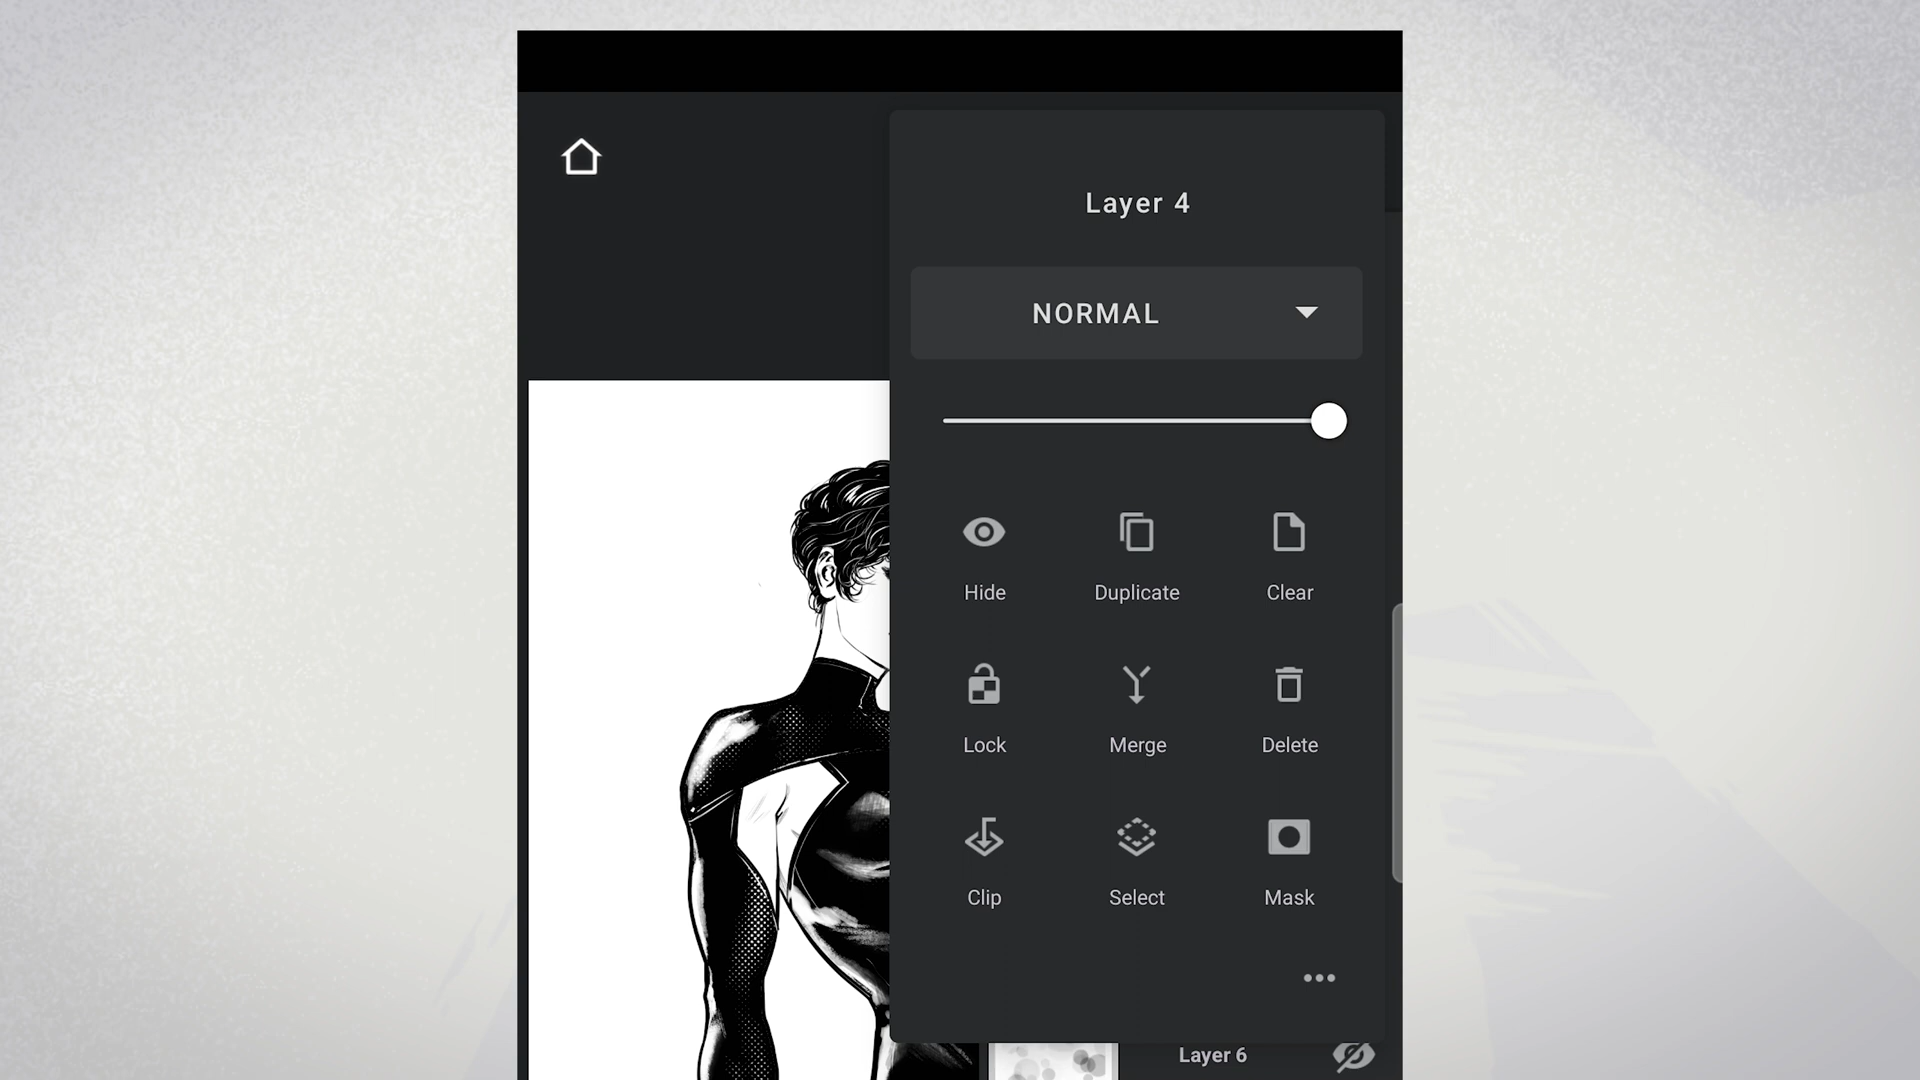 Layer 4
NORMAL
Hide Duplicate Clear
Lock Merge Delete
Clip Select Mask
Layer 6